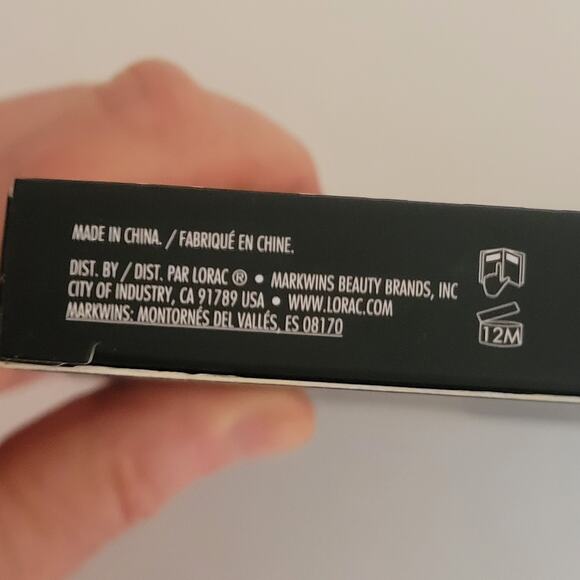 MADE IN CHINA. / FABRIQUÉ EN CHINE.
DIST. BY / DIST. PAR LORAC ® • MARKWINS BEAUTY BRANDS, INC
CITY OF INDUSTRY, CA 91789 USA • WWW.LORAC.COM
MARKWINS: MONTORNÉS DEL VALLÉS, ES 08170
12M